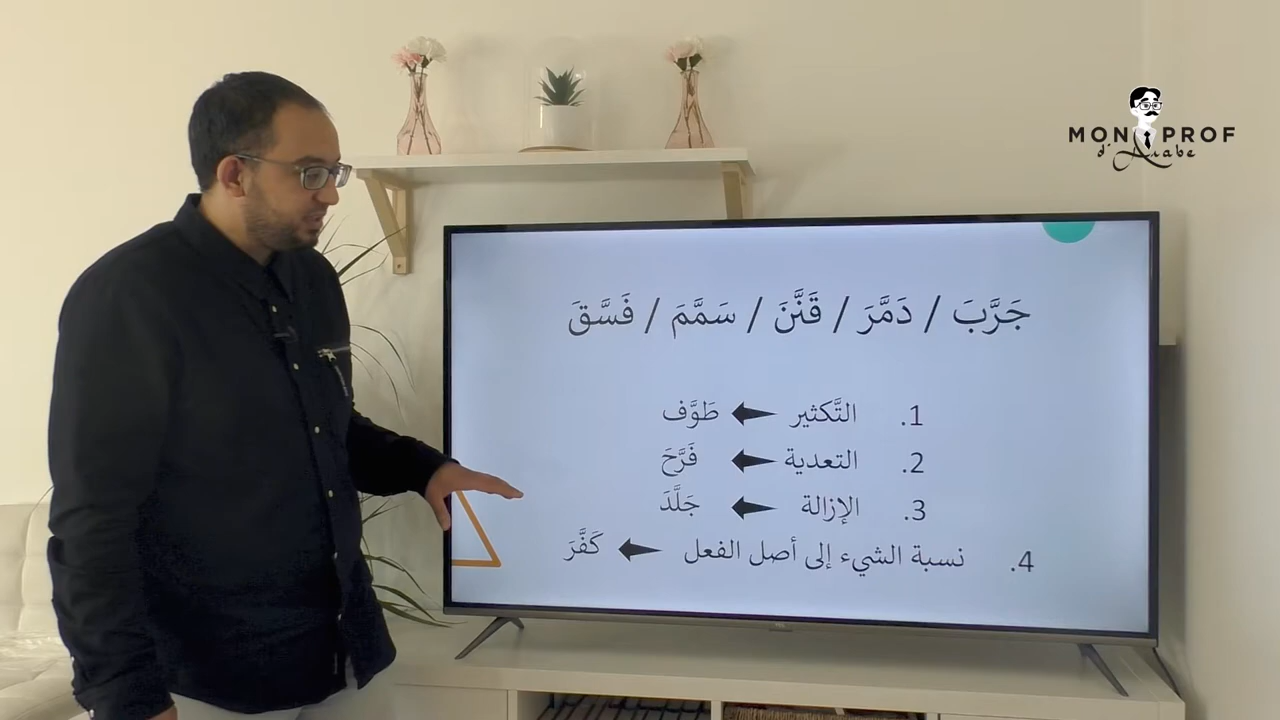 MON PROF
d'Arabe
جَرَّبَ / دَمَّرَ / قَنَّنَ / سَمَّمَ / فَسَّقَ
1. التَّكثير ← طَوَّف
2. التعدية ← فَرَّحَ
3. الإزالة ← جَلَّدَ
4. نسبة الشيء إلى أصل الفعل ← كَفَّرَ